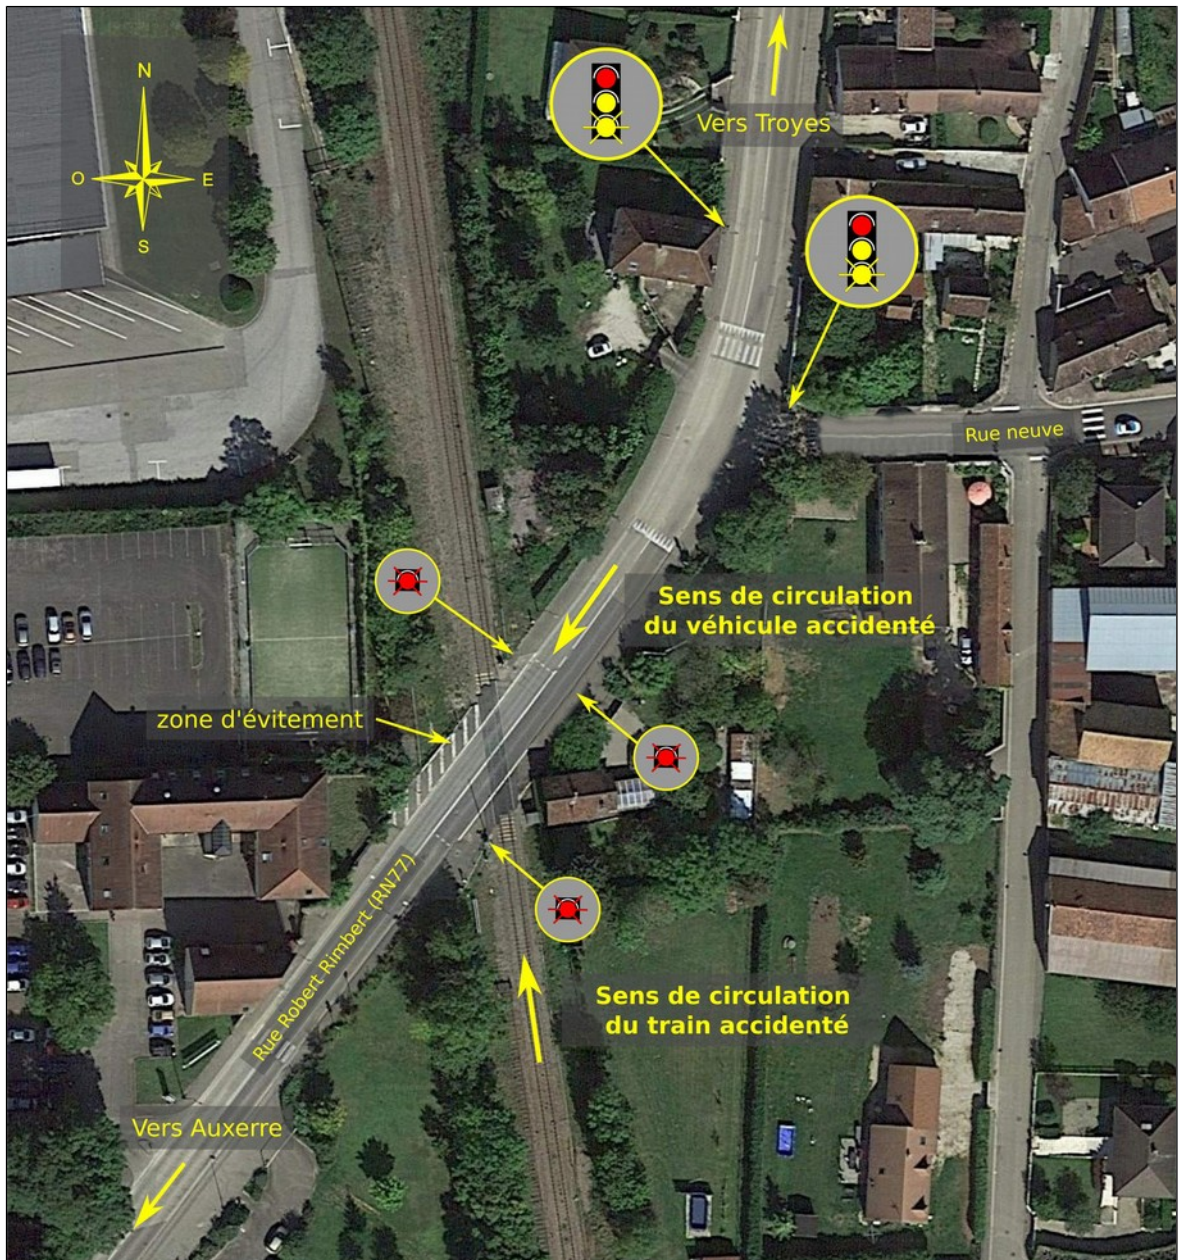 N
O
E
S
Vers Troyes
Rue neuve
Sens de circulation
du véhicule accidenté
zone d'évitement
Rue Robert Rimbert (RN77)
Sens de circulation
du train accidenté
Vers Auxerre